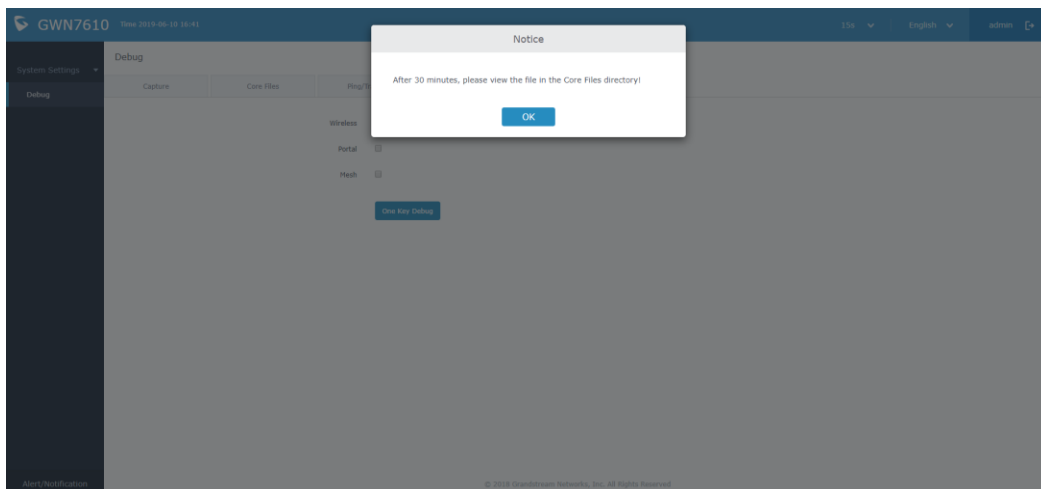 GWN7610 Time 2019-06-10 16:41 15s English admin
Notice
After 30 minutes, please view the file in the Core Files directory!
OK
System Settings
Debug
Alert/Notification
Debug
Capture Core Files
Wireless
Portal
Mesh
One Key Debug
© 2019 Grandstream Networks, Inc. All Rights Reserved